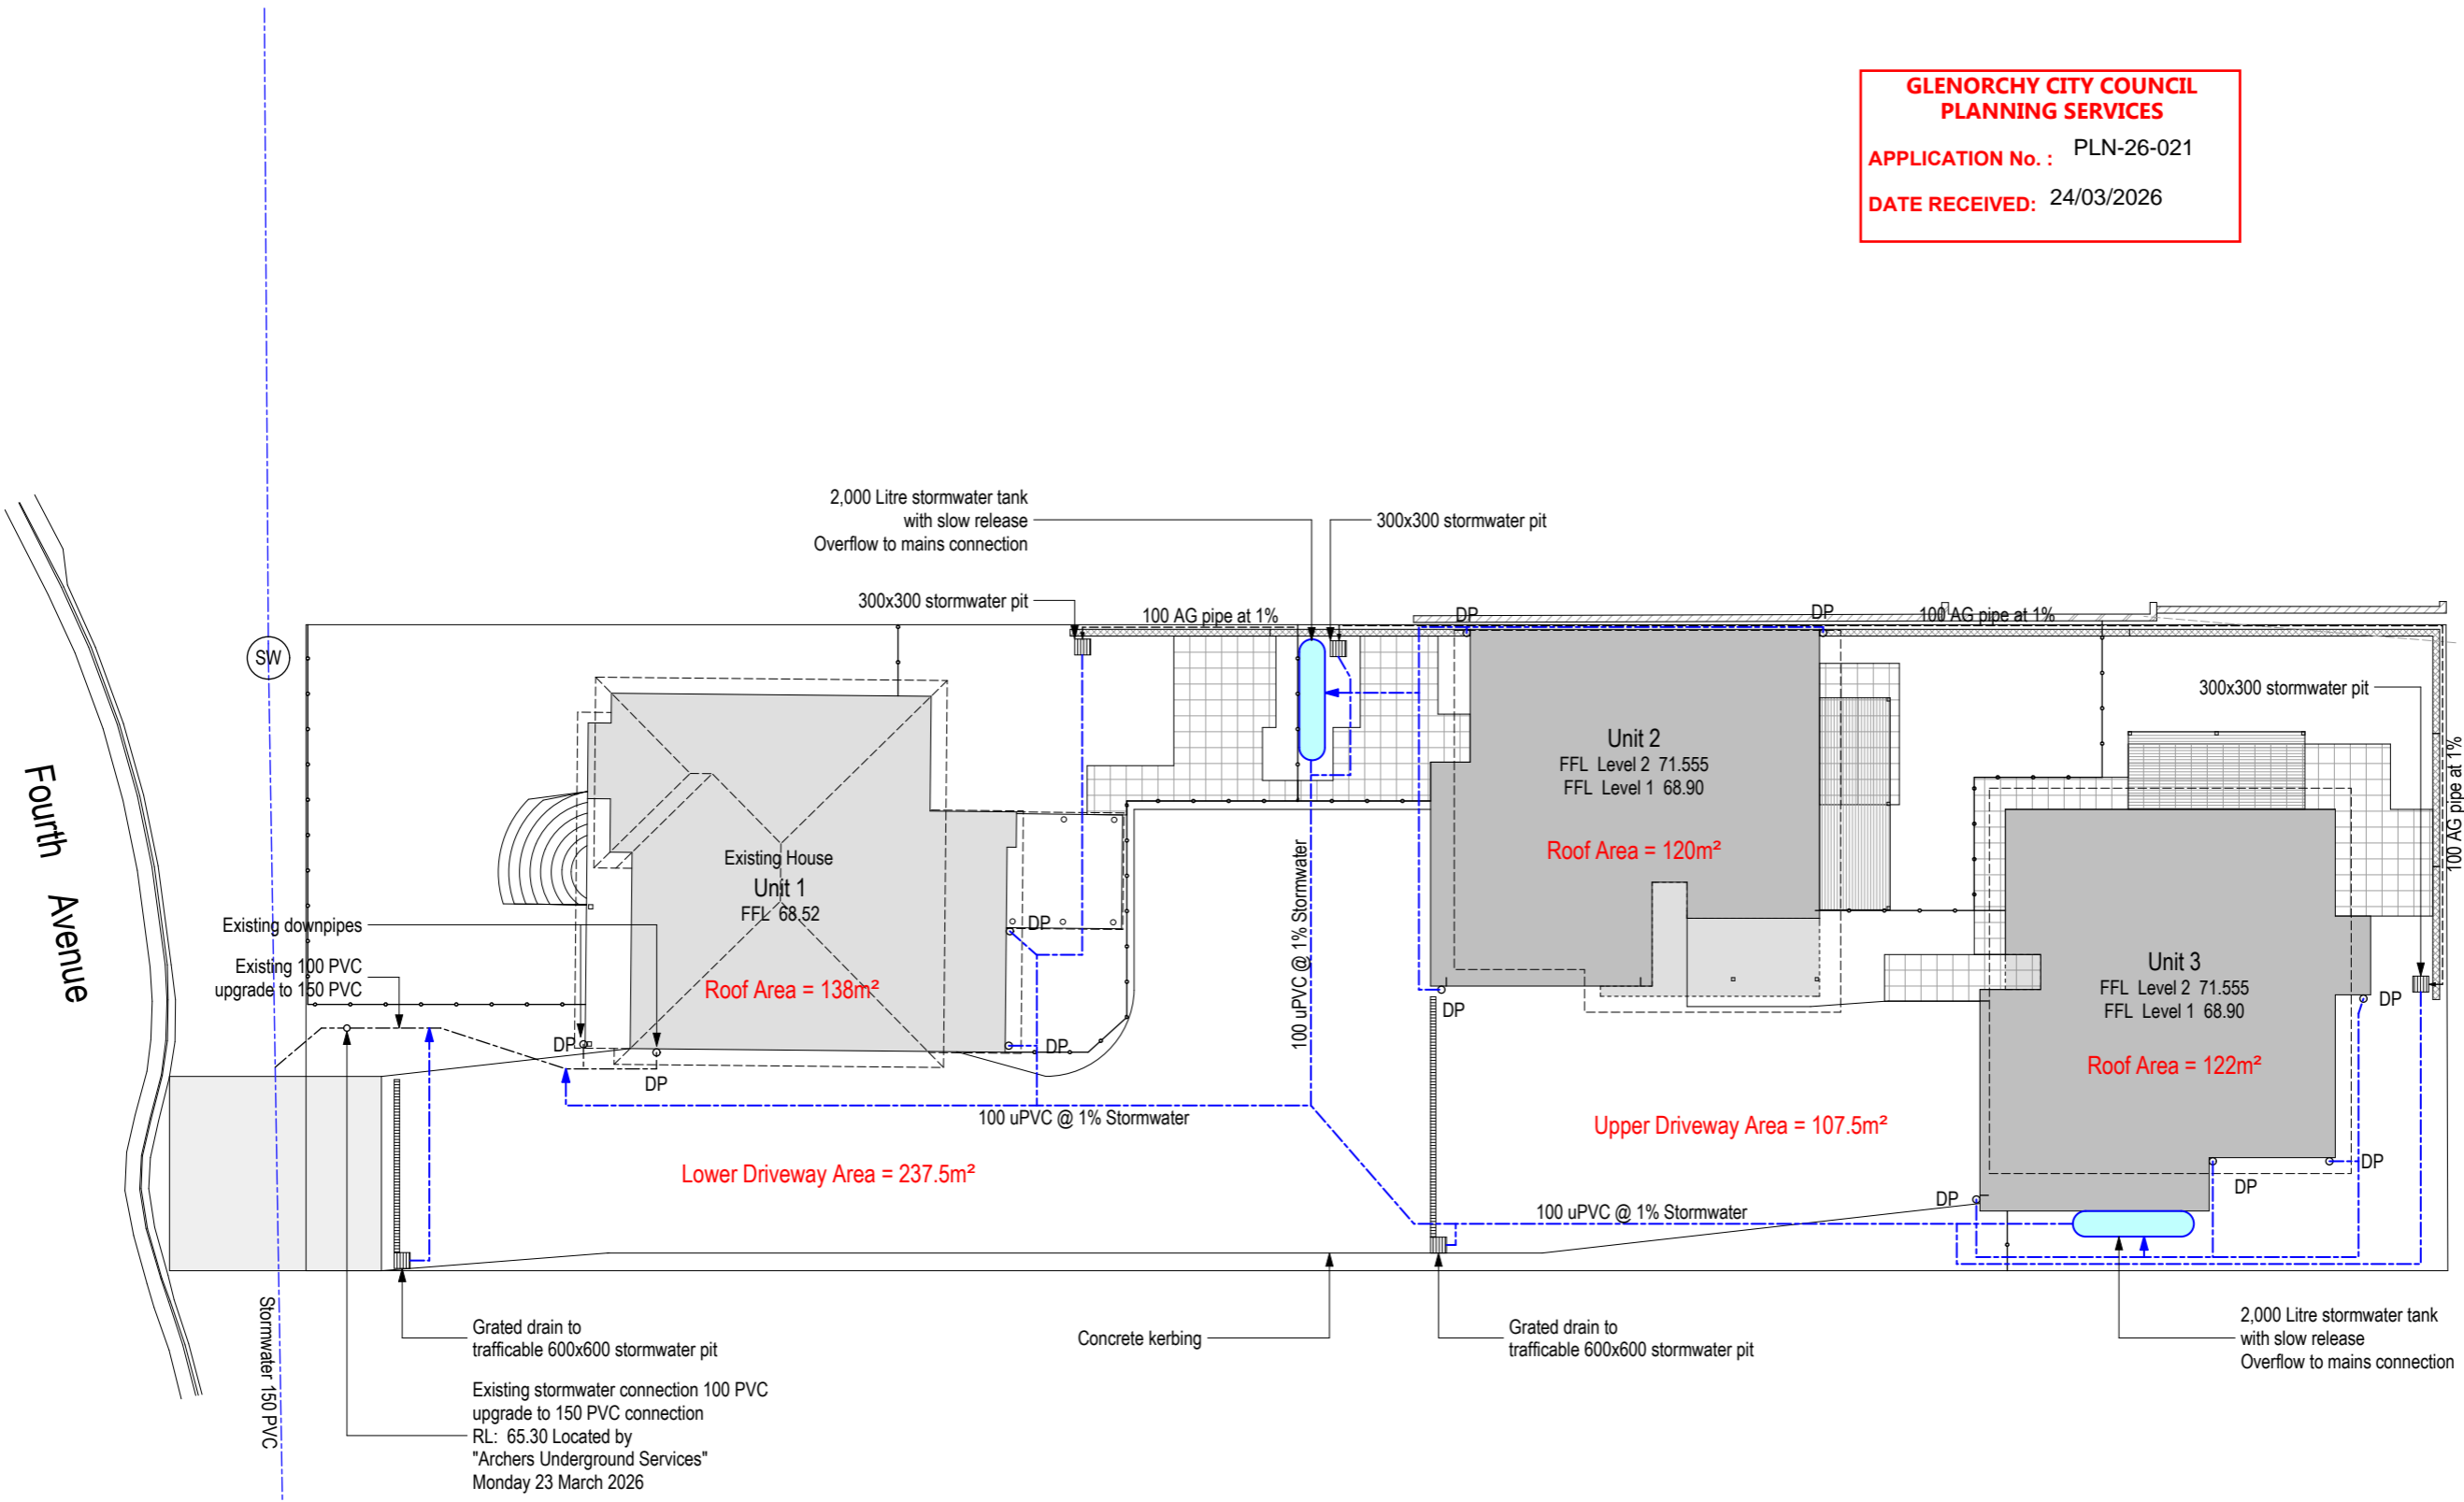 GLENORCHY CITY COUNCIL
PLANNING SERVICES
APPLICATION No. : PLN-26-021
DATE RECEIVED: 24/03/2026
2,000 Litre stormwater tank
with slow release
Overflow to mains connection
300x300 stormwater pit
300x300 stormwater pit
100 AG pipe at 1%
DP
DP
100 AG pipe at 1%
SW
300x300 stormwater pit
100 AG pipe at 1%
Unit 2
FFL Level 2 71.555
FFL Level 1 68.90
Roof Area = 120m²
Fourth Avenue
Existing House
Unit 1
FFL 68.52
Roof Area = 138m²
Existing downpipes
Existing 100 PVC
upgrade to 150 PVC
DP
DP
DP
DP
100 uPVC @ 1% Stormwater
DP
Unit 3
FFL Level 2 71.555
FFL Level 1 68.90
Roof Area = 122m²
DP
DP
DP
DP
100 uPVC @ 1% Stormwater
Upper Driveway Area = 107.5m²
Lower Driveway Area = 237.5m²
100 uPVC @ 1% Stormwater
Stormwater 150 PVC
Grated drain to
trafficable 600x600 stormwater pit
Concrete kerbing
Grated drain to
trafficable 600x600 stormwater pit
2,000 Litre stormwater tank
with slow release
Overflow to mains connection
Existing stormwater connection 100 PVC
upgrade to 150 PVC connection
RL: 65.30 Located by
"Archers Underground Services"
Monday 23 March 2026